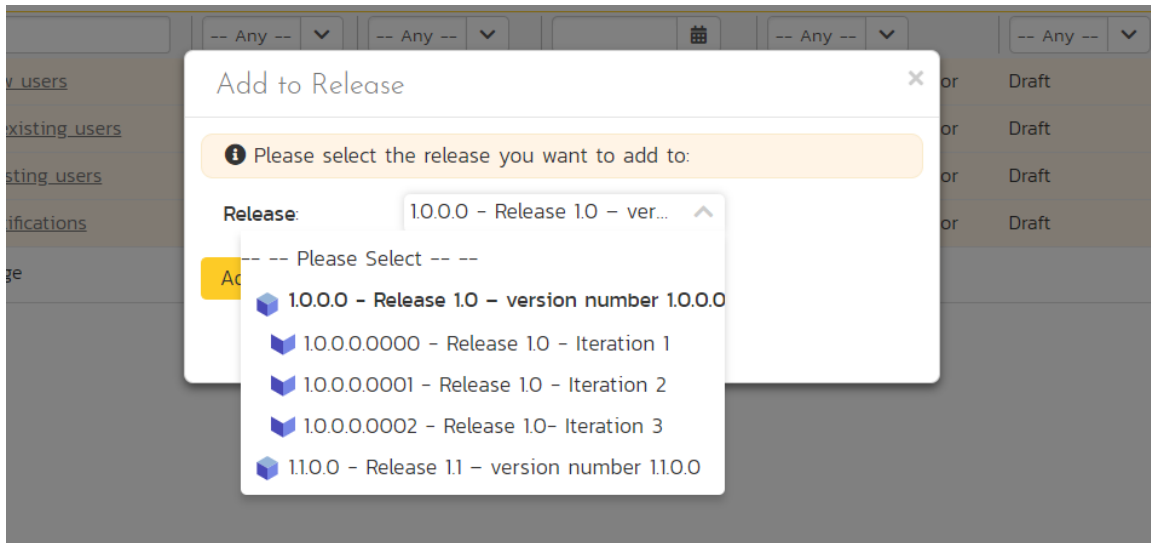 -- Any -- -- Any -- -- Any -- -- Any --
Add to Release ×
users or Draft
Please select the release you want to add to:
existing users or Draft
sting users or Draft
Release: 1.0.0.0 - Release 1.0 – ver...
ifications or Draft
-- -- Please Select -- --
ge Ad
1.0.0.0 - Release 1.0 – version number 1.0.0.0
1.0.0.0.0000 - Release 1.0 - Iteration 1
1.0.0.0.0001 - Release 1.0 - Iteration 2
1.0.0.0.0002 - Release 1.0- Iteration 3
1.1.0.0 - Release 1.1 – version number 1.1.0.0